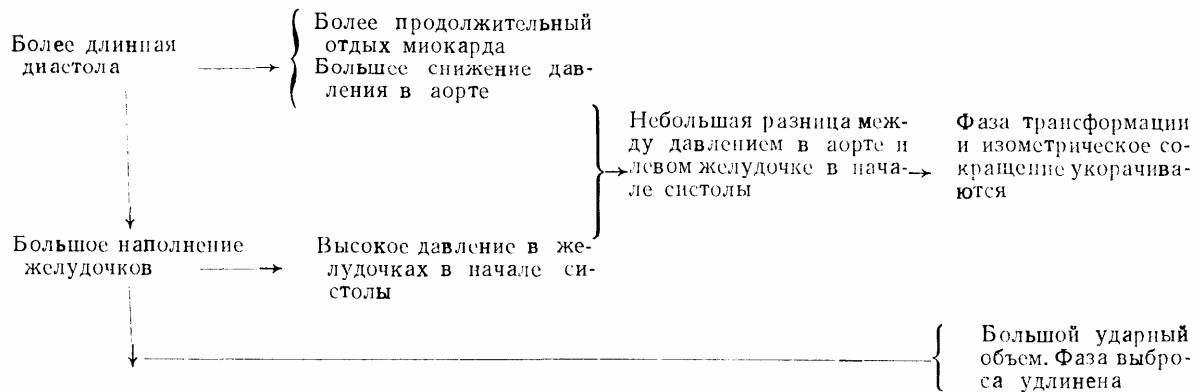 Более длинная
диастола
Более продолжительный
отдых миокарда
Большее снижение дав-
ления в аорте
Небольшая разница меж-
ду давлением в аорте и
левом желудочке в нача-
ле систолы
Фаза трансформации
и изометрическое со-
кращение укорачива-
ются
Большое наполнение
желудочков
Высокое давление в же-
лудочках в начале си-
столы
Большой ударный
объем. Фаза выбро-
са удлинена